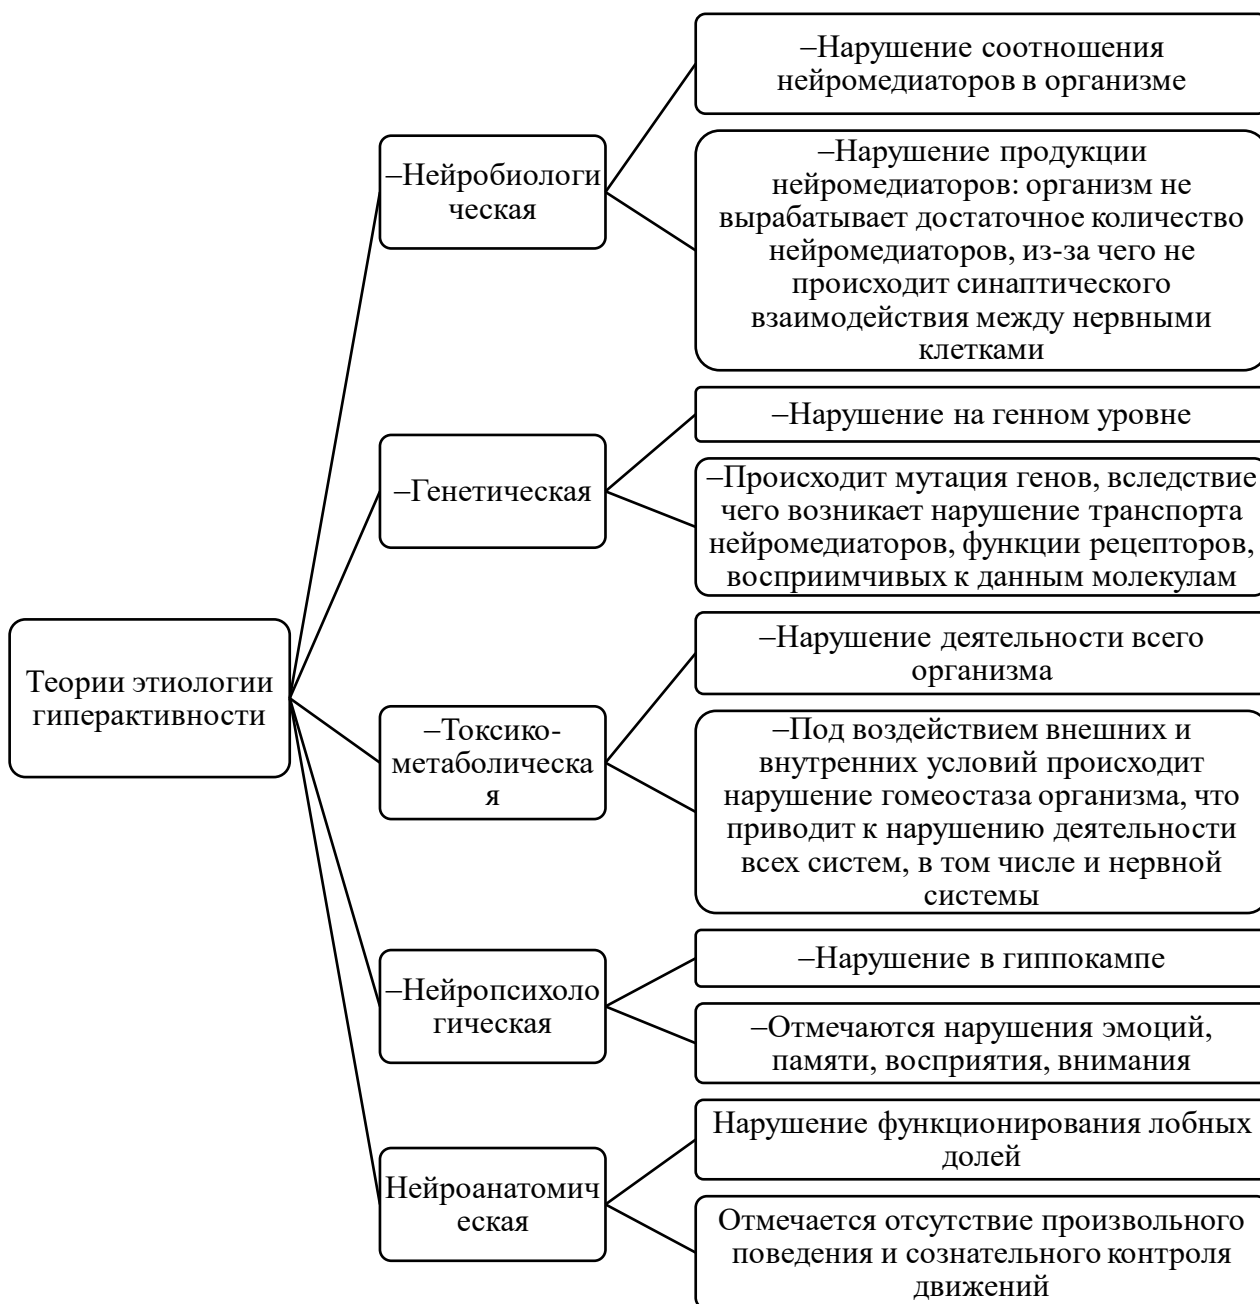 –Нарушение соотношения
нейромедиаторов в организме
–Нейробиологи
ческая
–Нарушение продукции
нейромедиаторов: организм не
вырабатывает достаточное количество
нейромедиаторов, из-за чего не
происходит синаптического
взаимодействия между нервными
клетками
–Нарушение на генном уровне
–Генетическая
–Происходит мутация генов, вследствие
чего возникает нарушение транспорта
нейромедиаторов, функции рецепторов,
восприимчивых к данным молекулам
Теории этиологии
гиперактивности
–Нарушение деятельности всего
организма
–Токсико-
метаболическа
я
–Под воздействием внешних и
внутренних условий происходит
нарушение гомеостаза организма, что
приводит к нарушению деятельности
всех систем, в том числе и нервной
системы
–Нарушение в гиппокампе
–Нейропсихоло
гическая
–Отмечаются нарушения эмоций,
памяти, восприятия, внимания
Нарушение функционирования лобных
долей
Нейроанатомич
еская
Отмечается отсутствие произвольного
поведения и сознательного контроля
движений